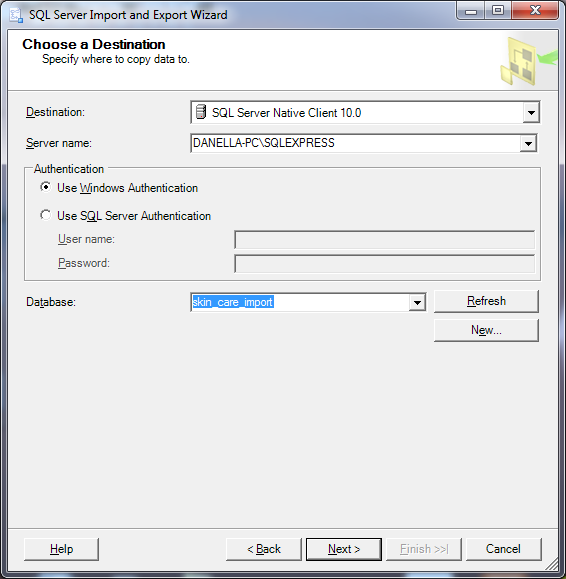 SQL Server Import and Export Wizard
Choose a Destination
Specify where to copy data to.
Destination: SQL Server Native Client 10.0
Server name: DANELLA-PC\SQLEXPRESS
Authentication
Use Windows Authentication
Use SQL Server Authentication
User name:
Password:
Database: skin_care_import Refresh
New...
Help < Back Next > Finish >>| Cancel